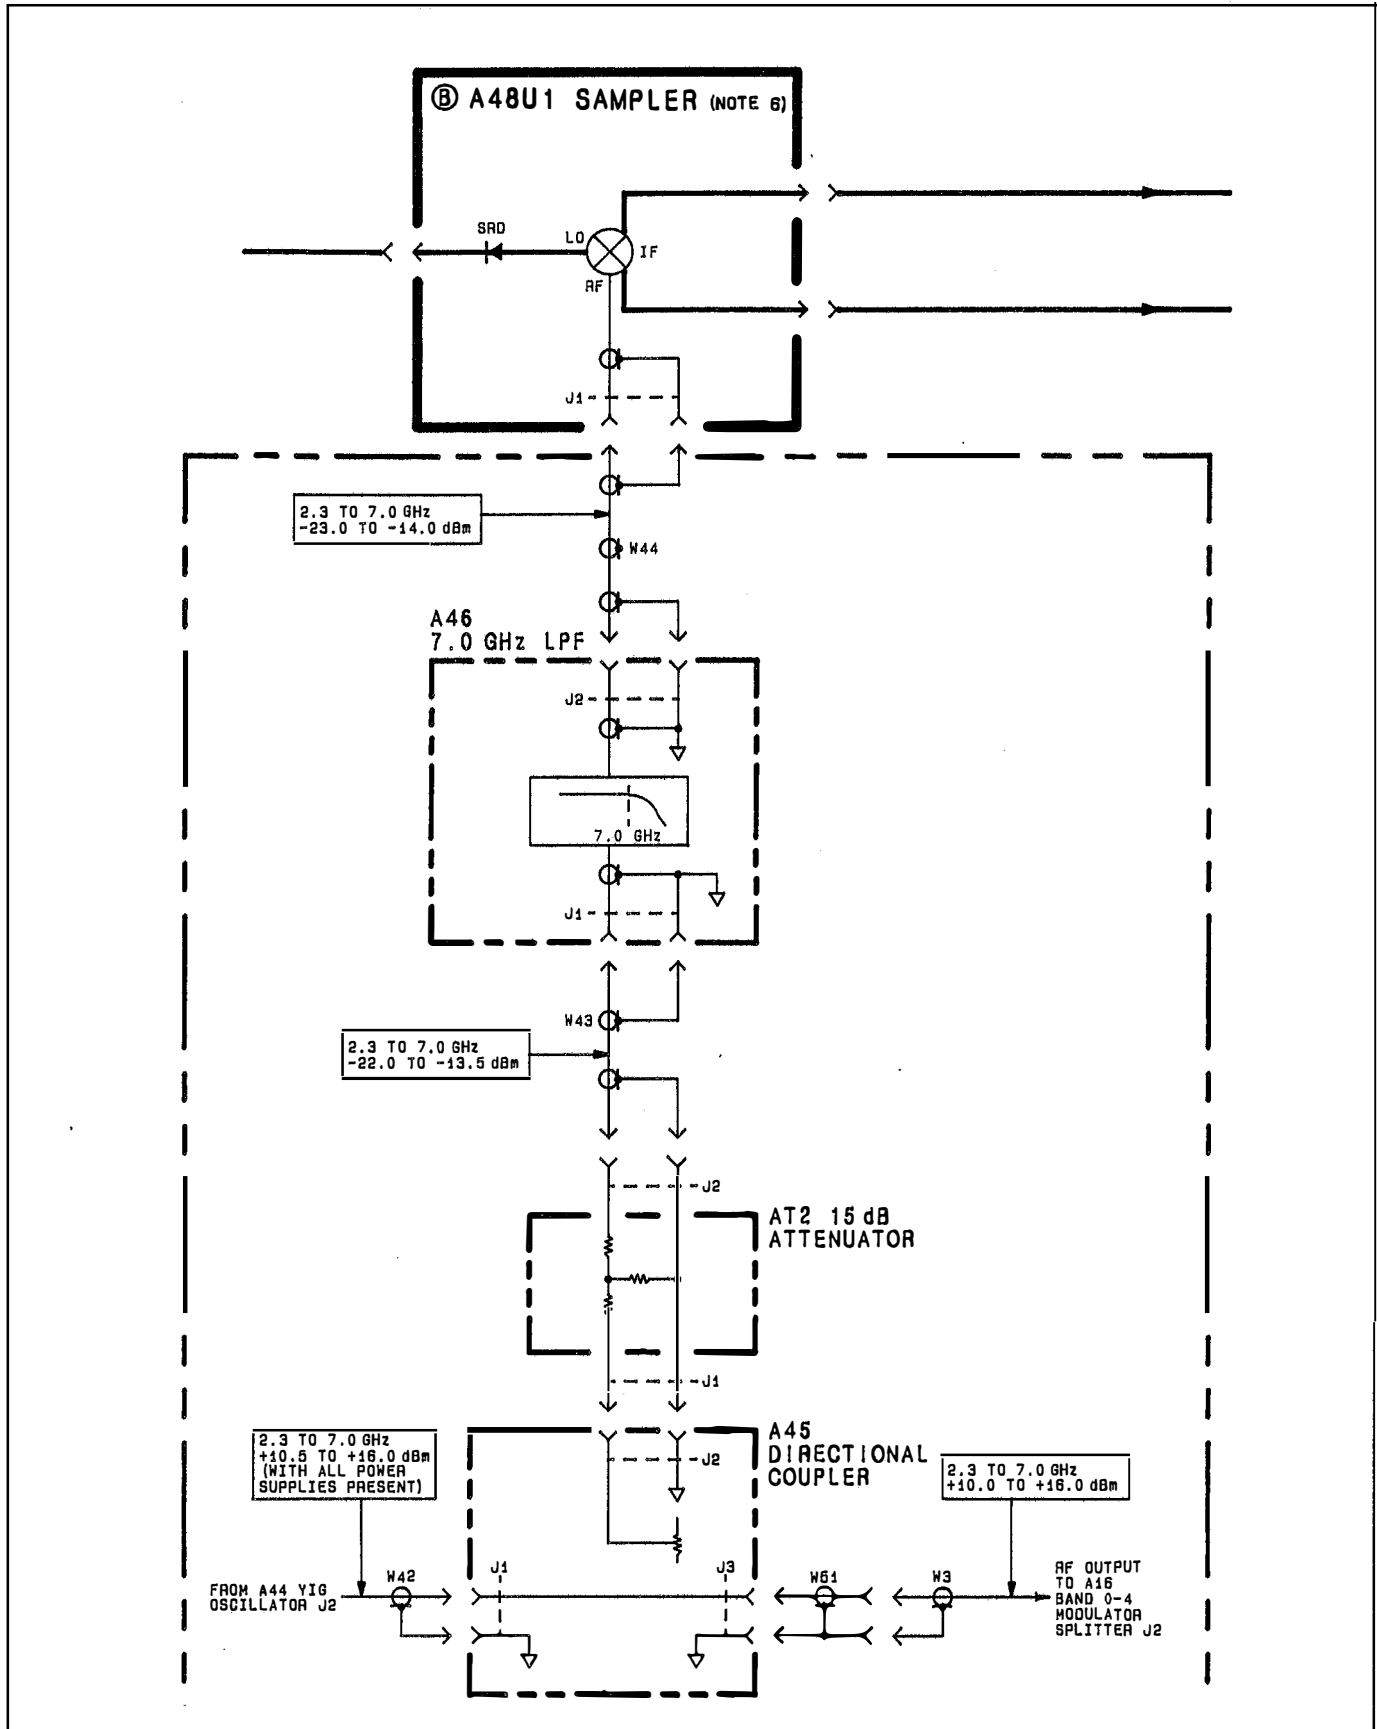 Ⓑ A48U1 SAMPLER (NOTE 6)
SRD
LO
IF
RF
J1
2.3 TO 7.0 GHz
-23.0 TO -14.0 dBm
W44
A46
7.0 GHz LPF
J2
7.0 GHz
J1
W43
2.3 TO 7.0 GHz
-22.0 TO -13.5 dBm
J2
AT2 15 dB
ATTENUATOR
J1
A45
DIRECTIONAL
COUPLER
J2
2.3 TO 7.0 GHz
+10.5 TO +16.0 dBm
(WITH ALL POWER
SUPPLIES PRESENT)
2.3 TO 7.0 GHz
+10.0 TO +16.0 dBm
FROM A44 YIG
OSCILLATOR J2
W42
J1
J3
W51
W3
RF OUTPUT
TO A16
BAND 0-4
MODULATOR
SPLITTER J2